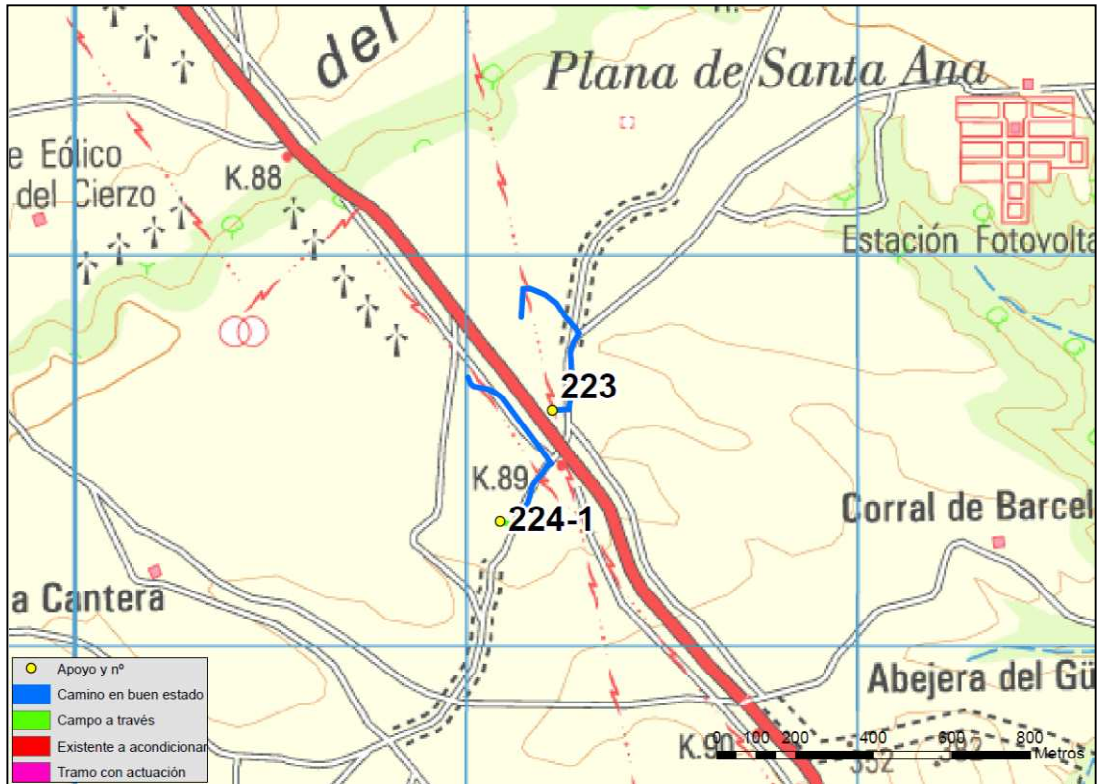 del
Plana de Santa Ana
e Eólico
del Cierzo
K.88
Estación Fotovolta
223
K.89
224-1
Corral de Barcel
a Cantera
Abejera del Gü
Apoyo y nº
Camino en buen estado
Campo a través
Existente a acondicionar
Tramo con actuación
0 100 200 400 600 800
Metros
K.90
352